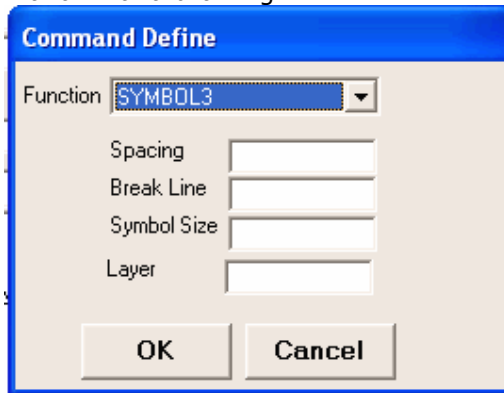 Command Define
Function SYMBOL3
Spacing
Break Line
Symbol Size
Layer
OK Cancel